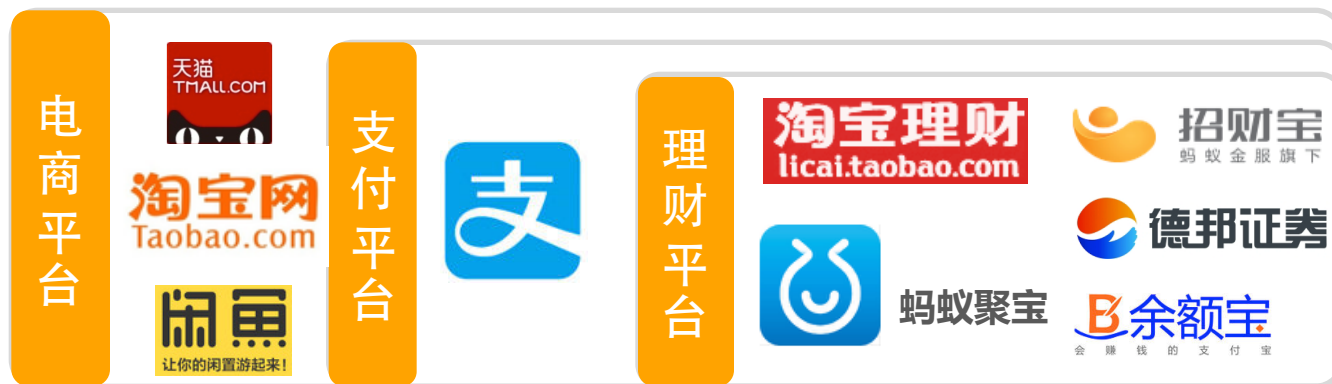 电商平台
天猫
TMALL.COM
淘宝网
Taobao.com
闲鱼
让你的闲置游起来!
支付平台
支
理财平台
淘宝理财
licai.taobao.com
蚂蚁聚宝
招财宝
蚂蚁金服旗下
德邦证券
余额宝
会赚钱的支付宝